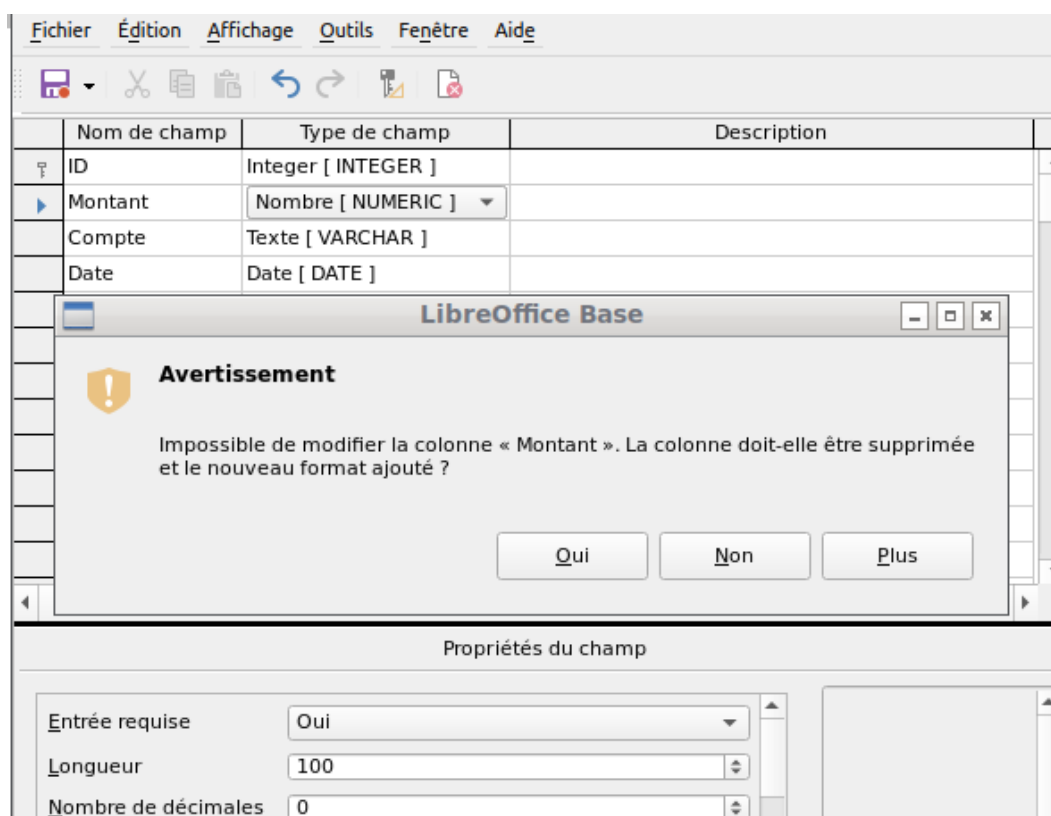 Fichier Édition Affichage Outils Fenêtre Aide
Nom de champ Type de champ Description
ID Integer [ INTEGER ]
Montant Nombre [ NUMERIC ]
Compte Texte [ VARCHAR ]
Date Date [ DATE ]
LibreOffice Base
Avertissement
Impossible de modifier la colonne « Montant ». La colonne doit-elle être supprimée
et le nouveau format ajouté ?
Oui Non Plus
Propriétés du champ
Entrée requise Oui
Longueur 100
Nombre de décimales 0